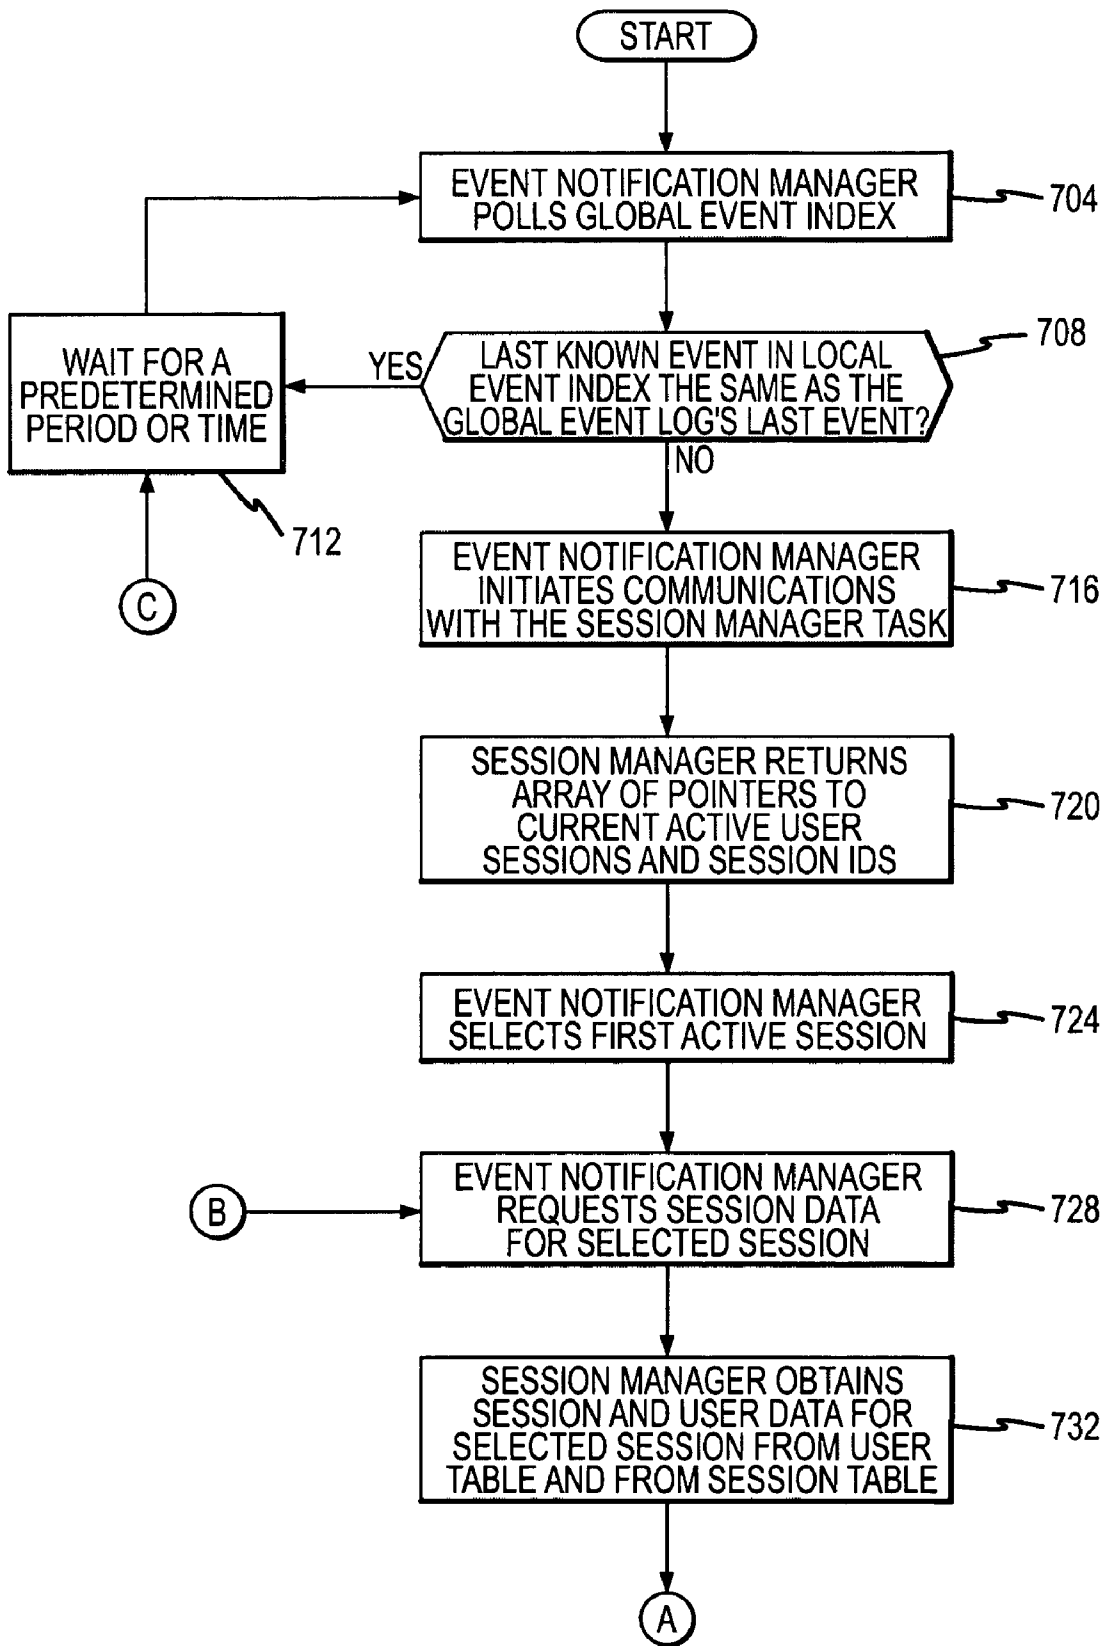 START
EVENT NOTIFICATION MANAGER
POLLS GLOBAL EVENT INDEX
704
LAST KNOWN EVENT IN LOCAL
EVENT INDEX THE SAME AS THE
GLOBAL EVENT LOG'S LAST EVENT?
708
YES
WAIT FOR A
PREDETERMINED
PERIOD OR TIME
712
C
NO
EVENT NOTIFICATION MANAGER
INITIATES COMMUNICATIONS
WITH THE SESSION MANAGER TASK
716
SESSION MANAGER RETURNS
ARRAY OF POINTERS TO
CURRENT ACTIVE USER
SESSIONS AND SESSION IDS
720
EVENT NOTIFICATION MANAGER
SELECTS FIRST ACTIVE SESSION
724
B
EVENT NOTIFICATION MANAGER
REQUESTS SESSION DATA
FOR SELECTED SESSION
728
SESSION MANAGER OBTAINS
SESSION AND USER DATA FOR
SELECTED SESSION FROM USER
TABLE AND FROM SESSION TABLE
732
A